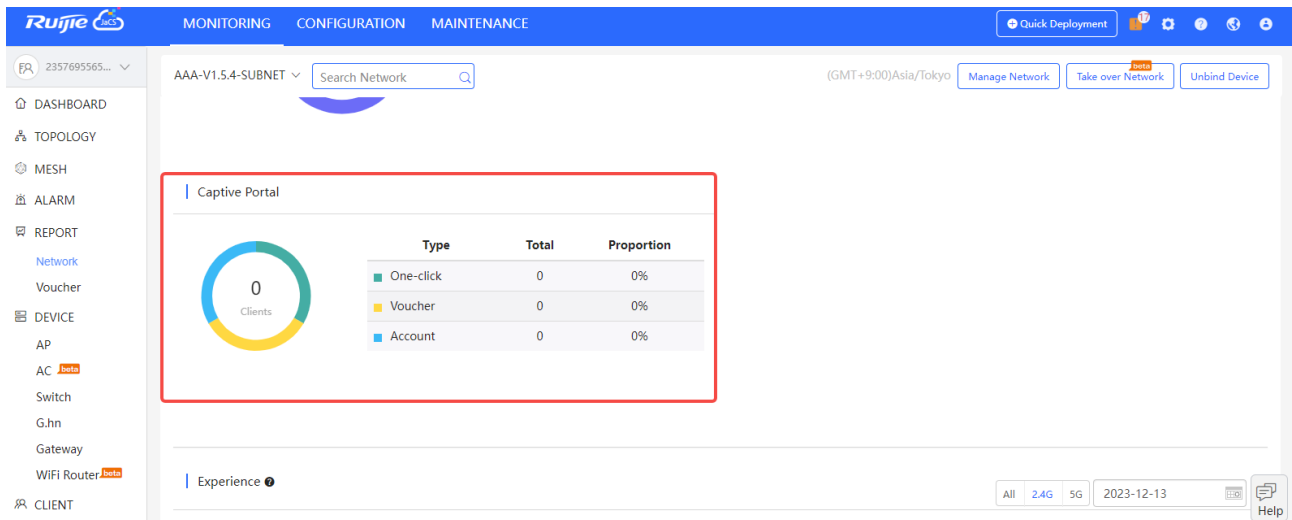 Ruijie JaCS MONITORING CONFIGURATION MAINTENANCE Quick Deployment 17
2357695565...
AAA-V1.5.4-SUBNET Search Network (GMT+9:00)Asia/Tokyo Manage Network Take over Network beta Unbind Device
DASHBOARD
TOPOLOGY
MESH
ALARM
REPORT
Network
Voucher
DEVICE
AP
AC beta
Switch
G.hn
Gateway
WiFi Router beta
CLIENT
Captive Portal
0
Clients
Type Total Proportion
One-click 0 0%
Voucher 0 0%
Account 0 0%
Experience ?
All 2.4G 5G 2023-12-13
Help